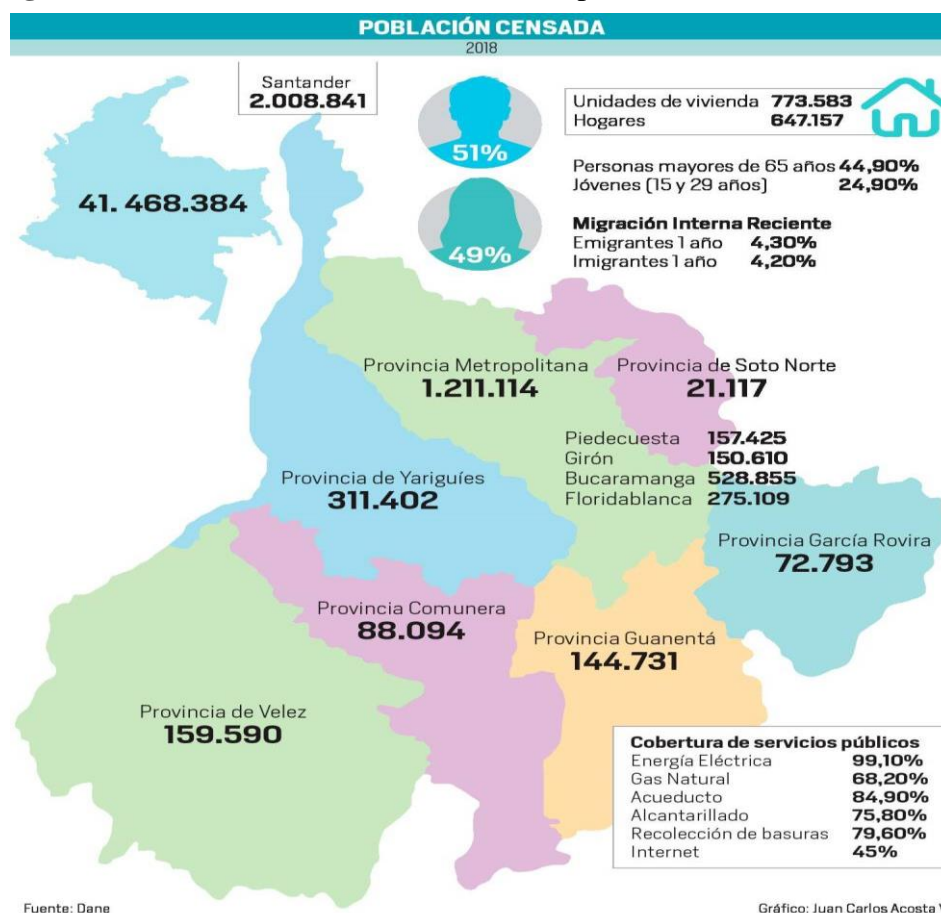 POBLACIÓN CENSADA
2018
Santander
2.008.841
41. 468.384
51%
49%
Unidades de vivienda 773.583
Hogares 647.157
Personas mayores de 65 años 44,90%
Jóvenes (15 y 29 años) 24,90%
Migración Interna Reciente
Emigrantes 1 año 4,30%
Imigrantes 1 año 4,20%
Provincia Metropolitana
1.211.114
Provincia de Soto Norte
21.117
Piedecuesta 157.425
Girón 150.610
Bucaramanga 528.855
Floridablanca 275.109
Provincia de Yariguíes
311.402
Provincia García Rovira
72.793
Provincia Comunera
88.094
Provincia Guanentá
144.731
Provincia de Velez
159.590
Cobertura de servicios públicos
Energía Eléctrica 99,10%
Gas Natural 68,20%
Acueducto 84,90%
Alcantarillado 75,80%
Recolección de basuras 79,60%
Internet 45%
Fuente: Dane
Gráfico: Juan Carlos Acosta